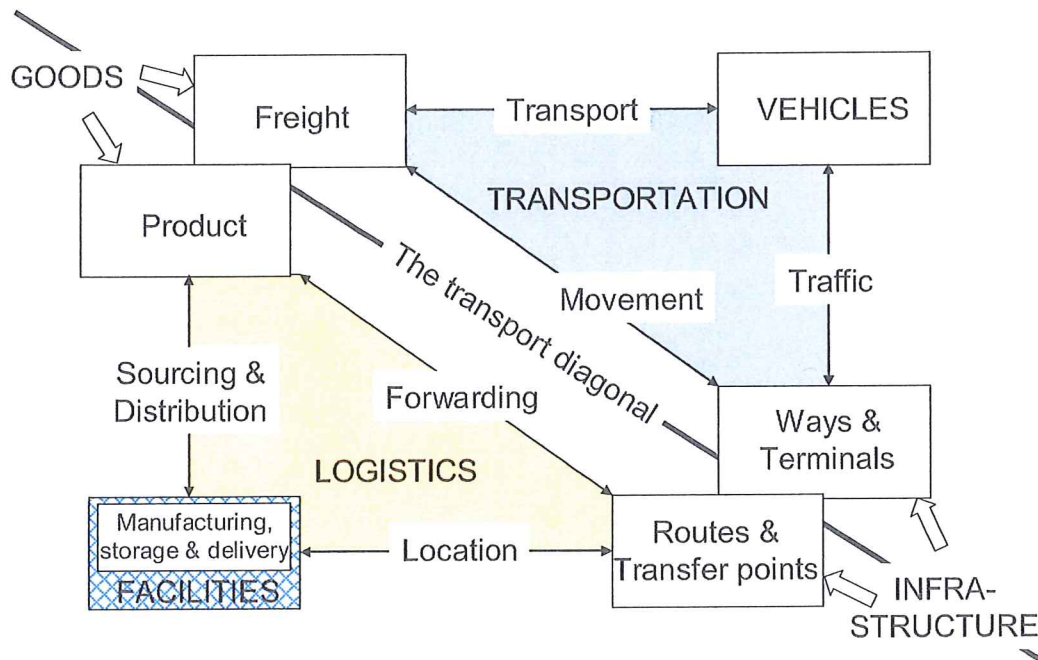 GOODS
Freight
Transport
VEHICLES
Product
TRANSPORTATION
The transport diagonal
Movement
Traffic
Sourcing &
Distribution
Forwarding
Ways &
Terminals
LOGISTICS
Manufacturing,
storage & delivery
FACILITIES
Location
Routes &
Transfer points
INFRA-
STRUCTURE